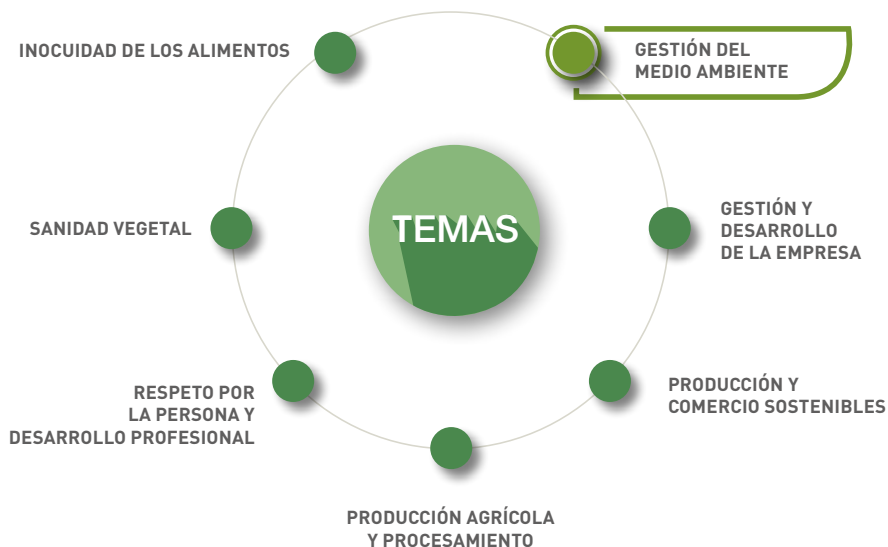 INOCUIDAD DE LOS ALIMENTOS
GESTIÓN DEL
MEDIO AMBIENTE
SANIDAD VEGETAL
TEMAS
GESTIÓN Y
DESARROLLO
DE LA EMPRESA
RESPETO POR
LA PERSONA Y
DESARROLLO PROFESIONAL
PRODUCCIÓN Y
COMERCIO SOSTENIBLES
PRODUCCIÓN AGRÍCOLA
Y PROCESAMIENTO